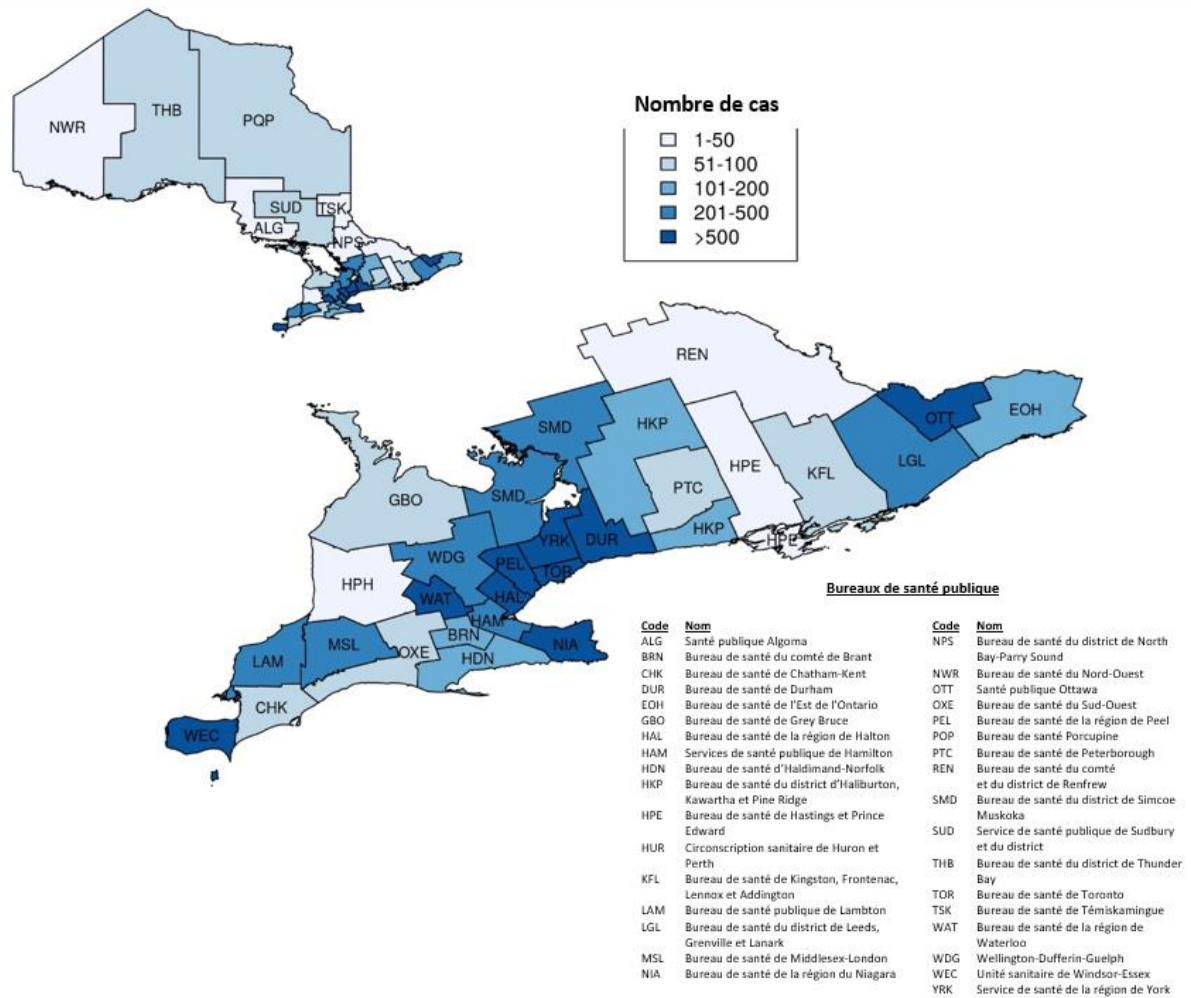 NWR
THB
PQP
SUD
TSK
ALG
NPS
Nombre de cas
1-50
51-100
101-200
201-500
>500
REN
SMD
HKP
OTT
EOH
HPE
LGL
KFL
GBO
SMD
PTC
HKP
HPE
YRK
DUR
WDG
PEL
TOR
HPH
WAT
HAL
HAM
BRN
NIA
MSL
OXE
LAM
HDN
CHK
WEC
Bureaux de santé publique
Code Nom
ALG Santé publique Algoma
BRN Bureau de santé du comté de Brant
CHK Bureau de santé de Chatham-Kent
DUR Bureau de santé de Durham
EOH Bureau de santé de l'Est de l'Ontario
GBO Bureau de santé de Grey Bruce
HAL Bureau de santé de la région de Halton
HAM Services de santé publique de Hamilton
HDN Bureau de santé d'Haldimand-Norfolk
HKP Bureau de santé du district d'Haliburton,
Kawartha et Pine Ridge
HPE Bureau de santé de Hastings et Prince
Edward
HUR Circonscription sanitaire de Huron et
Perth
KFL Bureau de santé de Kingston, Frontenac,
Lennox et Addington
LAM Bureau de santé publique de Lambton
LGL Bureau de santé du district de Leeds,
Grenville et Lanark
MSL Bureau de santé de Middlesex-London
NIA Bureau de santé de la région du Niagara
Code Nom
NPS Bureau de santé du district de North
Bay-Parry Sound
NWR Bureau de santé du Nord-Ouest
OTT Santé publique Ottawa
OXE Bureau de santé du Sud-Ouest
PEL Bureau de santé de la région de Peel
POP Bureau de santé Porcupine
PTC Bureau de santé de Peterborough
REN Bureau de santé du comté
et du district de Renfrew
SMD Bureau de santé du district de Simcoe
Muskoka
SUD Service de santé publique de Sudbury
et du district
THB Bureau de santé du district de Thunder
Bay
TOR Bureau de santé de Toronto
TSK Bureau de santé de Témiskamingue
WAT Bureau de santé de la région de
Waterloo
WDG Wellington-Dufferin-Guelph
WEC Unité sanitaire de Windsor-Essex
YRK Service de santé de la région de York